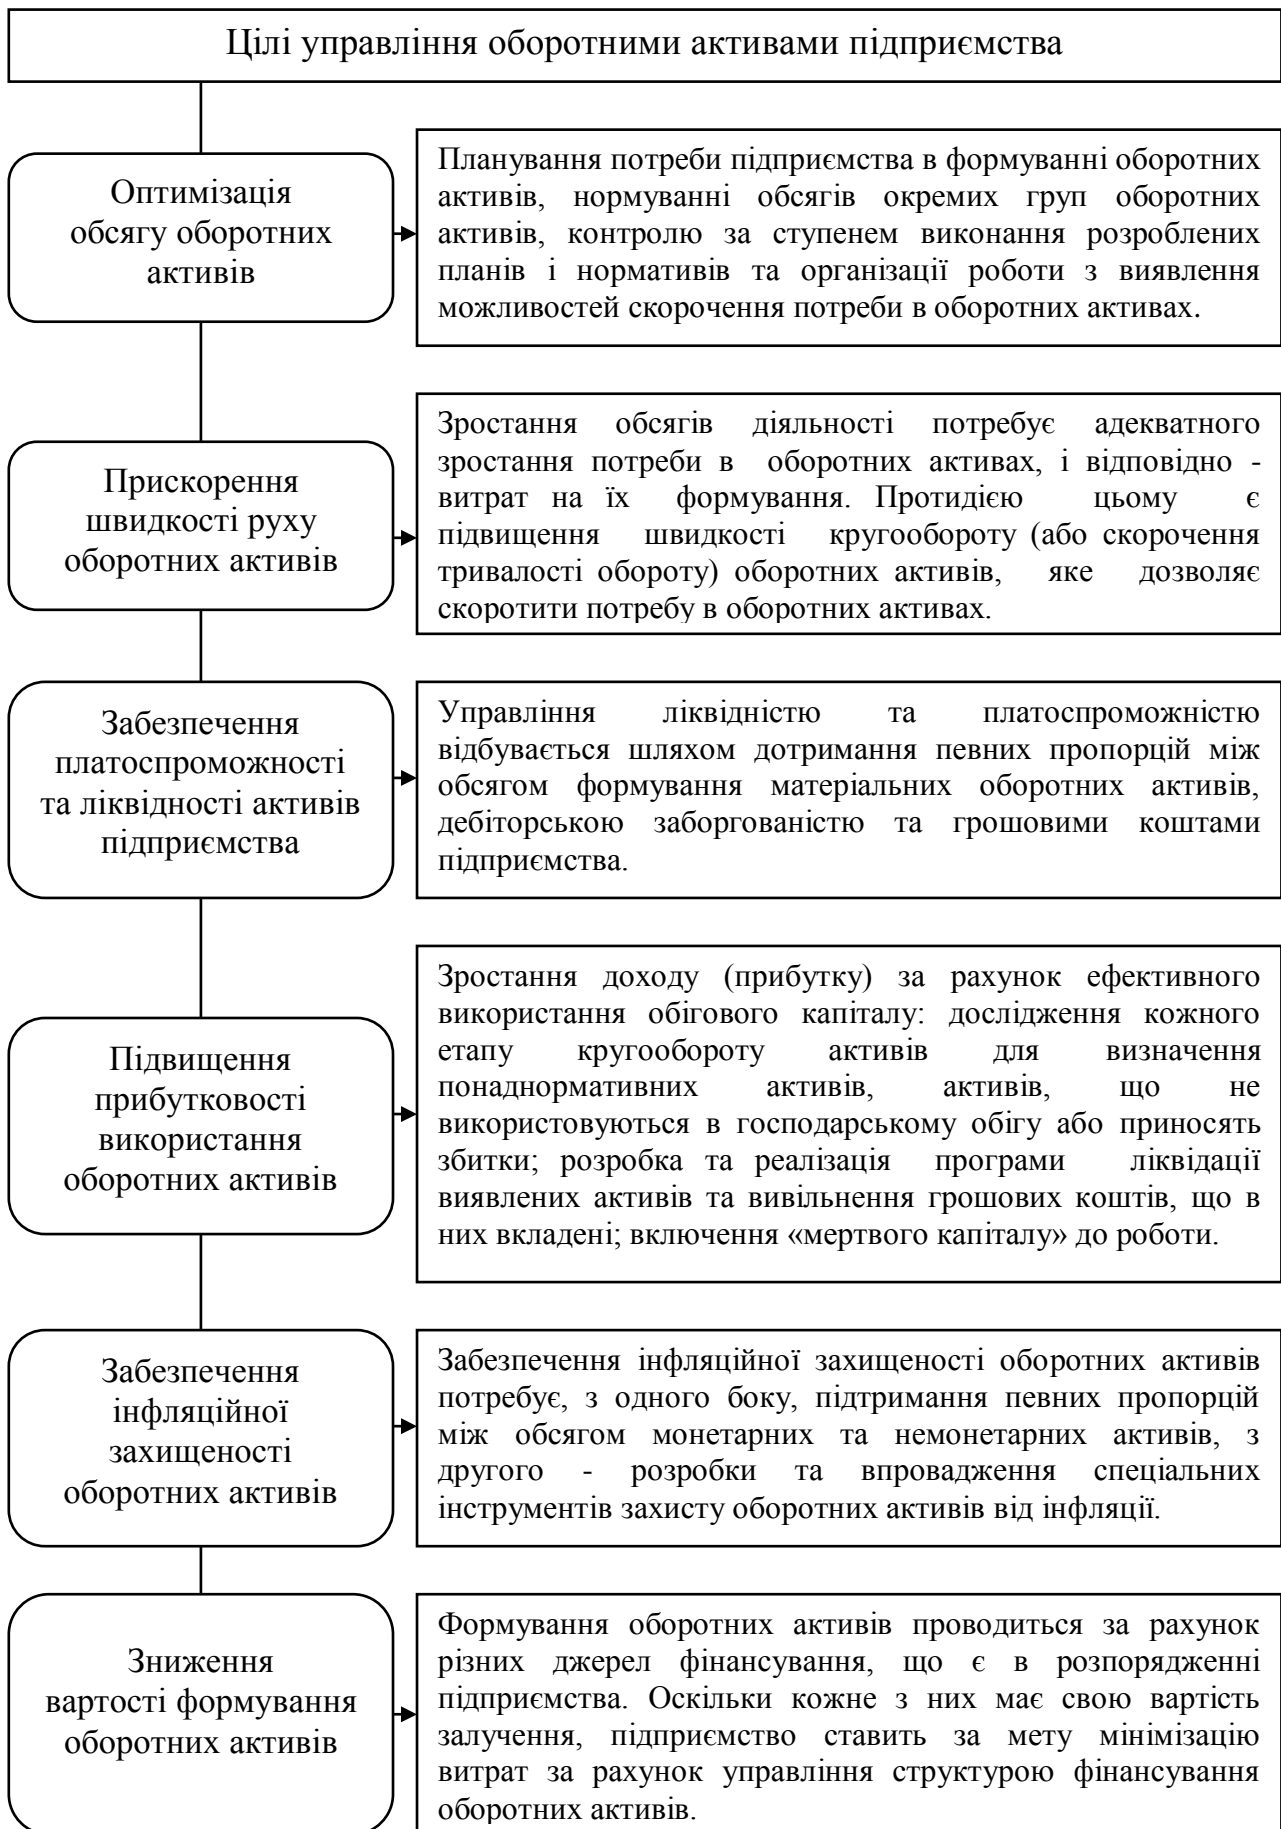 Цілі управління оборотними активами підприємства
Оптимізація
обсягу оборотних
активів
Планування потреби підприємства в формуванні оборотних
активів, нормуванні обсягів окремих груп оборотних
активів, контролю за ступенем виконання розроблених
планів і нормативів та організації роботи з виявлення
можливостей скорочення потреби в оборотних активах.
Прискорення
швидкості руху
оборотних активів
Зростання обсягів діяльності потребує адекватного
зростання потреби в оборотних активах, і відповідно -
витрат на їх формування. Протидією цьому є
підвищення швидкості кругообороту (або скорочення
тривалості обороту) оборотних активів, яке дозволяє
скоротити потребу в оборотних активах.
Забезпечення
платоспроможності
та ліквідності активів
підприємства
Управління ліквідністю та платоспроможністю
відбувається шляхом дотримання певних пропорцій між
обсягом формування матеріальних оборотних активів,
дебіторською заборгованістю та грошовими коштами
підприємства.
Підвищення
прибутковості
використання
оборотних активів
Зростання доходу (прибутку) за рахунок ефективного
використання обігового капіталу: дослідження кожного
етапу кругообороту активів для визначення
понаднормативних активів, активів, що не
використовуються в господарському обігу або приносять
збитки; розробка та реалізація програми ліквідації
виявлених активів та вивільнення грошових коштів, що в
них вкладені; включення «мертвого капіталу» до роботи.
Забезпечення
інфляційної
захищеності
оборотних активів
Забезпечення інфляційної захищеності оборотних активів
потребує, з одного боку, підтримання певних пропорцій
між обсягом монетарних та немонетарних активів, з
другого - розробки та впровадження спеціальних
інструментів захисту оборотних активів від інфляції.
Зниження
вартості формування
оборотних активів
Формування оборотних активів проводиться за рахунок
різних джерел фінансування, що є в розпорядженні
підприємства. Оскільки кожне з них має свою вартість
залучення, підприємство ставить за мету мінімізацію
витрат за рахунок управління структурою фінансування
оборотних активів.